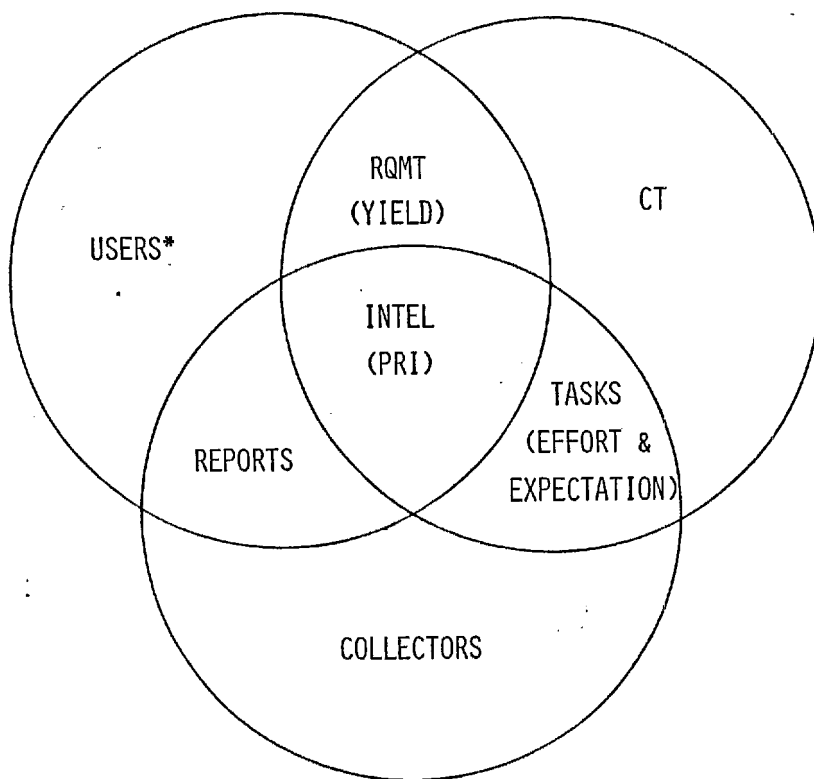 RQMT
(YIELD)
CT
USERS*
INTEL
(PRI)
TASKS
(EFFORT &
EXPECTATION)
REPORTS
COLLECTORS